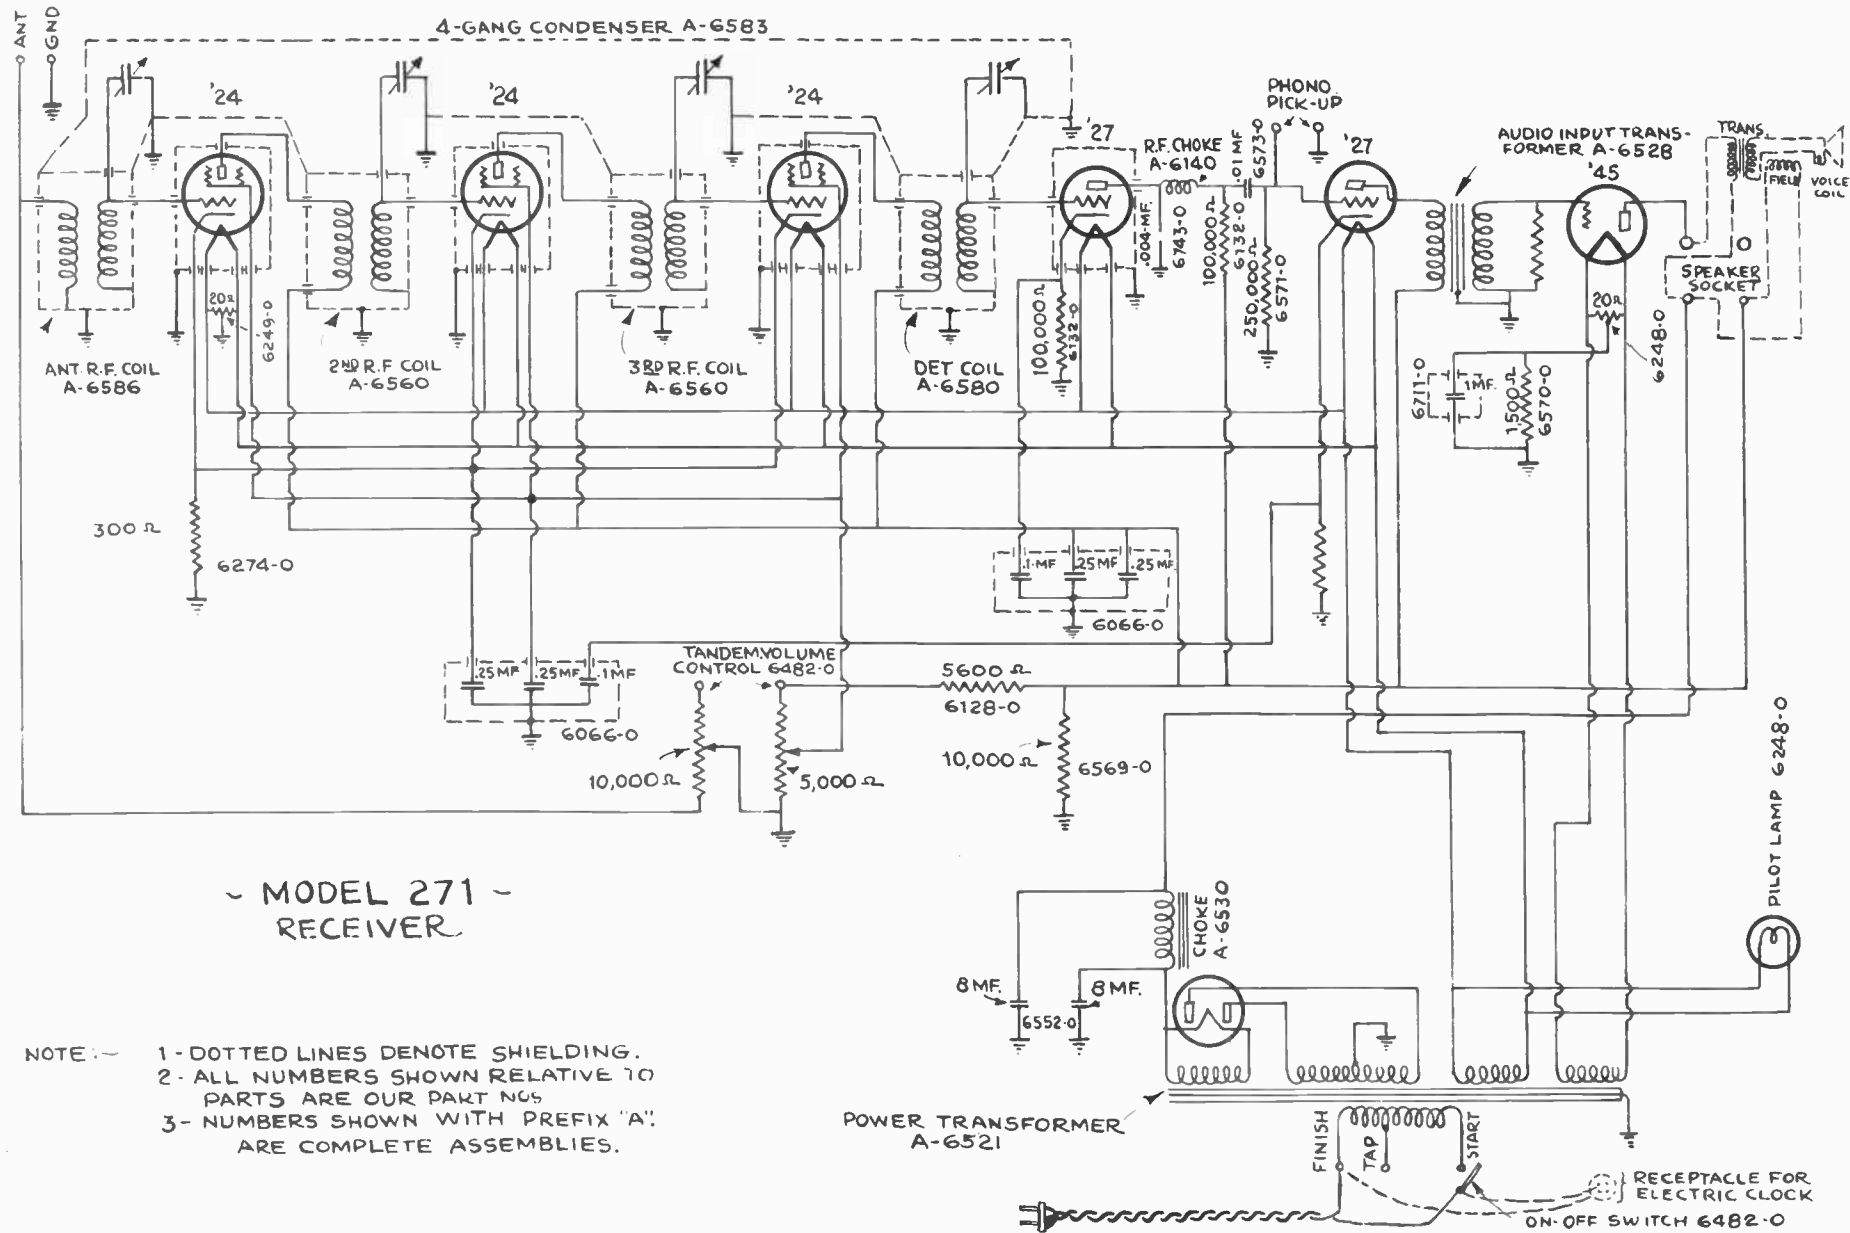 ANT
GND
4-GANG CONDENSER A-6583
'24
'24
'24
'27
PHONO
PICK-UP
R.F. CHOKE
A-6140
.01 MF
6573-0
'27
AUDIO INPUT TRANS-
FORMER A-6528
'45
TRANS.
FIELD
VOICE
COIL
.004-MF.
6743-0
100,000 Ω
6132-0
250,000 Ω
6571-0
SPEAKER
SOCKET
20Ω
6249-0
20Ω
6248-0
ANT. R.F. COIL
A-6586
2ND R.F COIL
A-6560
3RD R.F. COIL
A-6560
DET COIL
A-6580
100,000 Ω
6132-0
6711-0
1MF.
1,500 Ω
6570-0
300 Ω
6274-0
.1-MF
.25MF
.25MF
6066-0
.25MF
.25MF
.1MF
6066-0
TANDEM.VOLUME
CONTROL 6482-0
10,000 Ω
5,000 Ω
5600 Ω
6128-0
10,000 Ω
6569-0
PILOT LAMP 6248-0
~ MODEL 271 ~
RECEIVER
CHOKE
A-6530
8 MF.
8 MF.
6552-0
NOTE:~
1 - DOTTED LINES DENOTE SHIELDING.
2 - ALL NUMBERS SHOWN RELATIVE TO
PARTS ARE OUR PART NOS
3 - NUMBERS SHOWN WITH PREFIX "A".
ARE COMPLETE ASSEMBLIES.
POWER TRANSFORMER
A-6521
FINISH
TAP
START
RECEPTACLE FOR
ELECTRIC CLOCK
ON-OFF SWITCH 6482-0